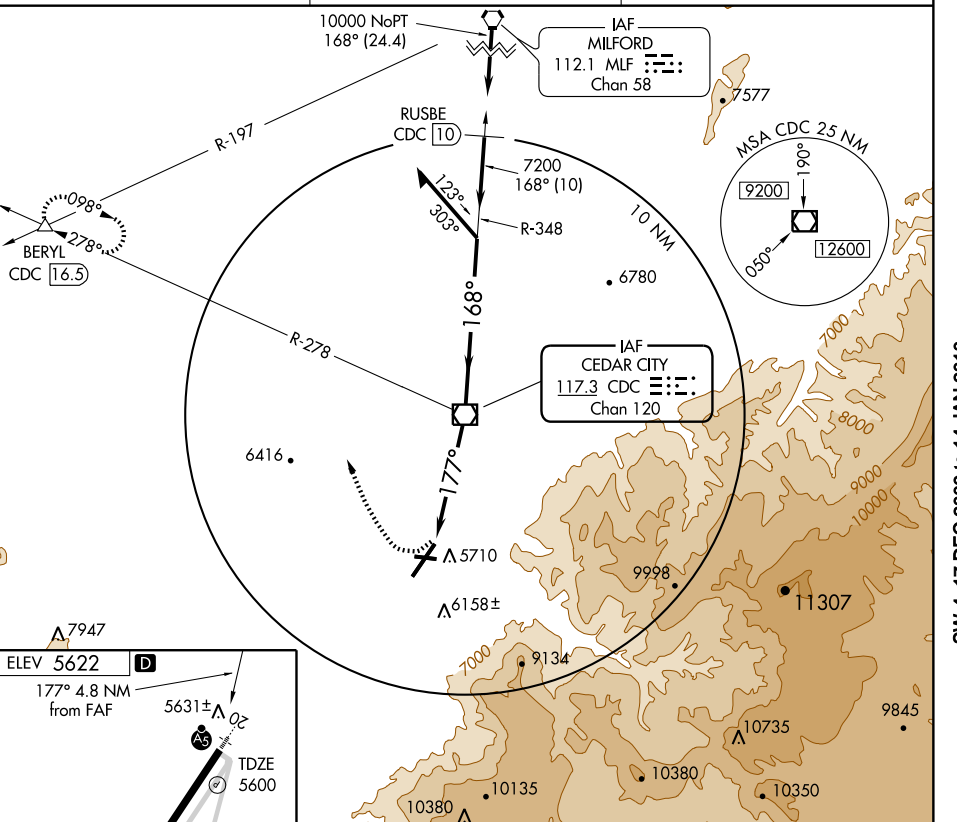 10000 NoPT
168° (24.4)
IAF
MILFORD
112.1 MLF
Chan 58
7577
RUSBE
CDC 10
R-197
7200
168° (10)
123°
303°
R-348
10 NM
MSA CDC 25 NM
190°
9200
050°
12600
098°
278°
BERYL
CDC 16.5
6780
168°
R-278
IAF
CEDAR CITY
117.3 CDC
Chan 120
7000
8000
9000
10000
6416
177°
5710
9998
11307
6158±
7947
7000
9134
ELEV 5622 D
177° 4.8 NM
from FAF
5631±
20
A5
TDZE
5600
10735
9845
10380
10350
10135
10380